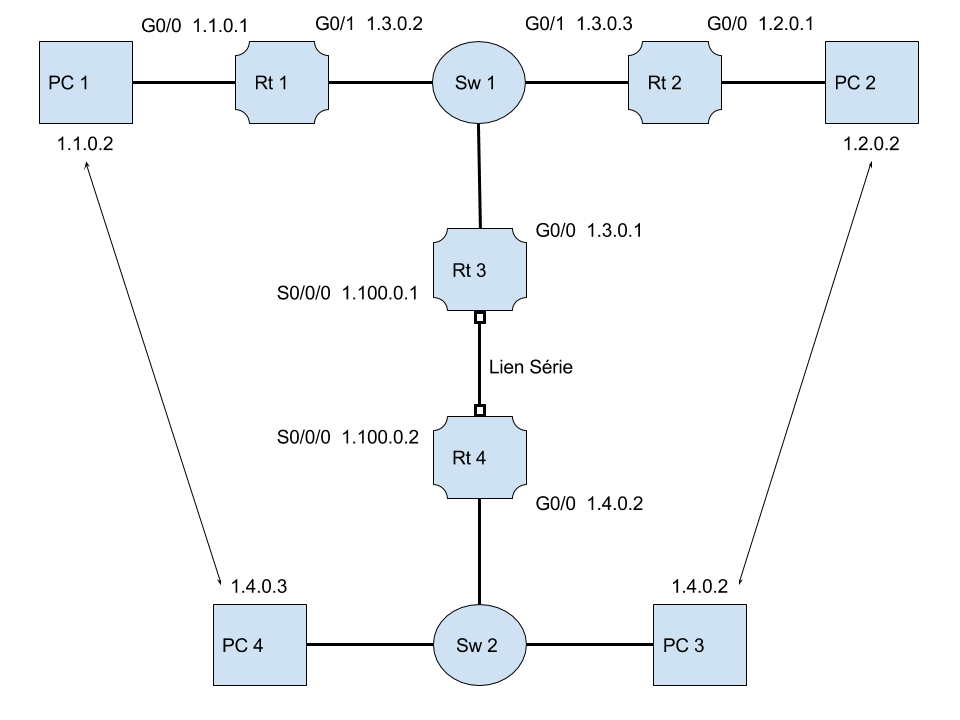 G0/0 1.1.0.1
G0/1 1.3.0.2
G0/1 1.3.0.3
G0/0 1.2.0.1
PC 1
Rt 1
Sw 1
Rt 2
PC 2
1.1.0.2
1.2.0.2
G0/0 1.3.0.1
Rt 3
S0/0/0 1.100.0.1
Lien Série
S0/0/0 1.100.0.2
Rt 4
G0/0 1.4.0.2
1.4.0.3
1.4.0.2
PC 4
Sw 2
PC 3